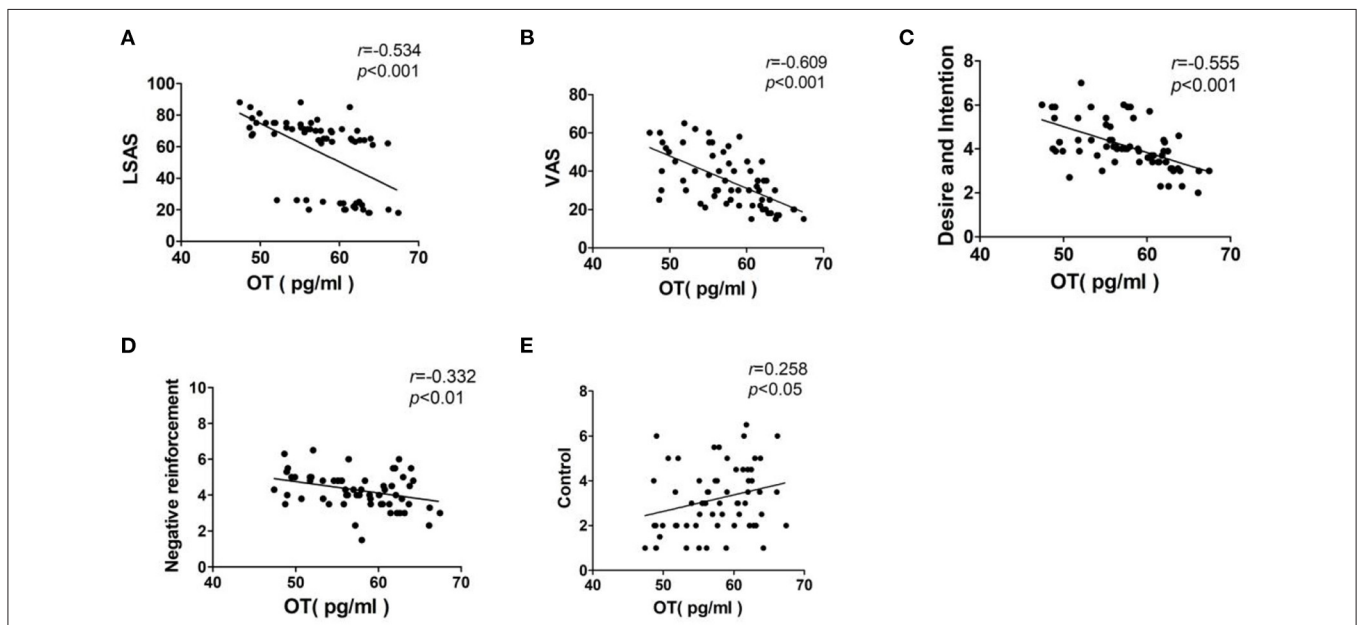 A
r=-0.534
p<0.001
100
80
60
40
20
0
LSAS
40 50 60 70
OT ( pg/ml )
B
r=-0.609
p<0.001
80
60
40
20
0
VAS
40 50 60 70
OT( pg/ml )
C
r=-0.555
p<0.001
8
6
4
2
0
Desire and Intention
40 50 60 70
OT( pg/ml )
D
r=-0.332
p<0.01
10
8
6
4
2
0
Negative reinforcement
40 50 60 70
OT( pg/ml )
E
r=0.258
p<0.05
8
6
4
2
0
Control
40 50 60 70
OT( pg/ml )